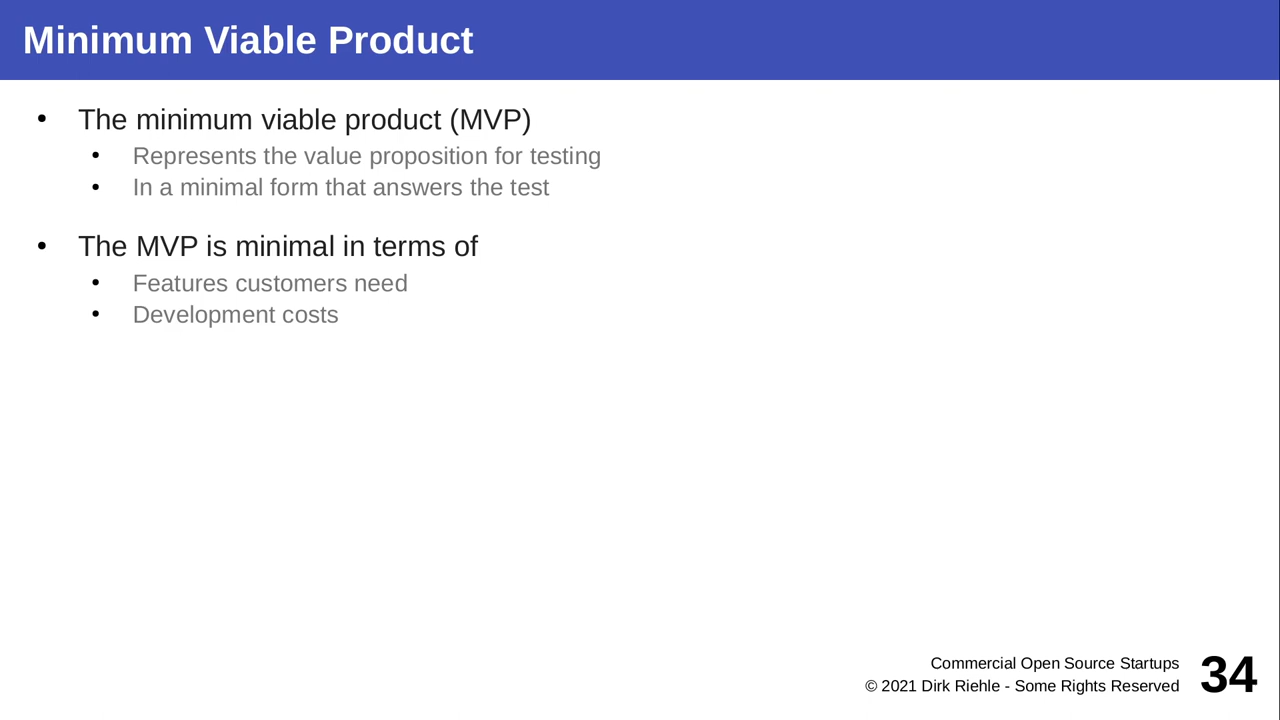 Minimum Viable Product
• The minimum viable product (MVP)
• Represents the value proposition for testing
• In a minimal form that answers the test
• The MVP is minimal in terms of
• Features customers need
• Development costs
Commercial Open Source Startups
© 2021 Dirk Riehle - Some Rights Reserved
34